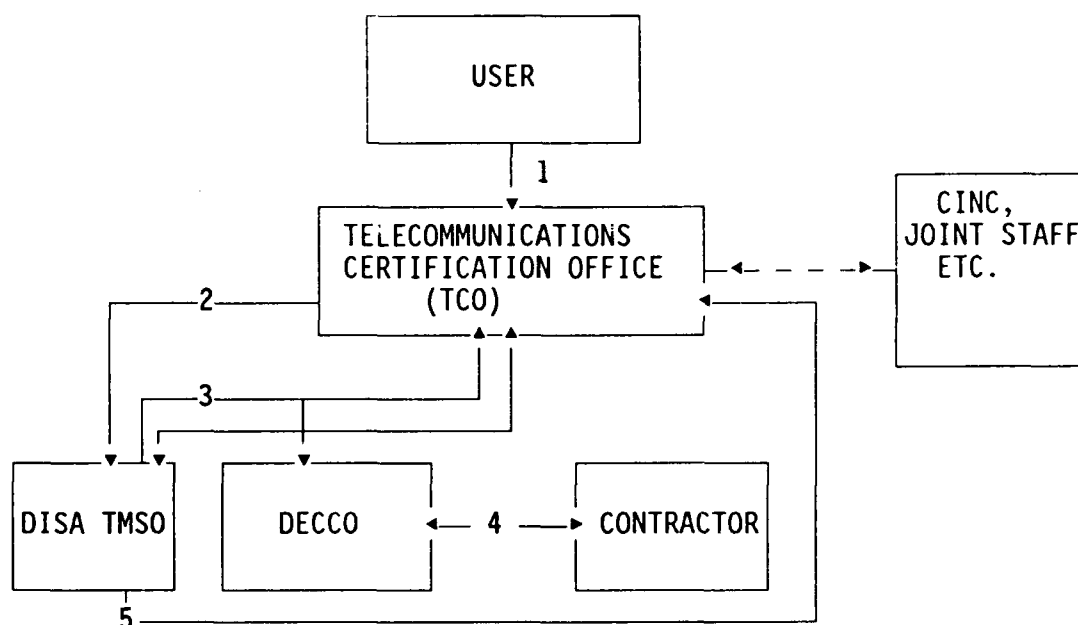 USER
1
TELECOMMUNICATIONS
CERTIFICATION OFFICE
(TCO)
CINC,
JOINT STAFF
ETC.
2
3
DISA TMSO
DECCO
4
CONTRACTOR
5